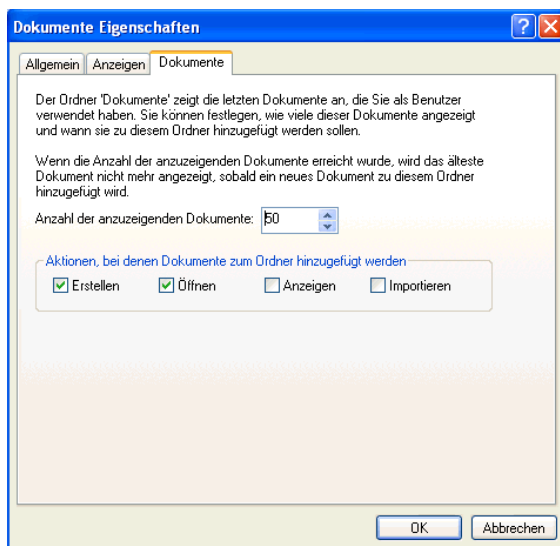 Dokumente Eigenschaften
Allgemein Anzeigen Dokumente
Der Ordner 'Dokumente' zeigt die letzten Dokumente an, die Sie als Benutzer
verwendet haben. Sie können festlegen, wie viele dieser Dokumente angezeigt
und wann sie zu diesem Ordner hinzugefügt werden sollen.
Wenn die Anzahl der anzuzeigenden Dokumente erreicht wurde, wird das älteste
Dokument nicht mehr angezeigt, sobald ein neues Dokument zu diesem Ordner
hinzugefügt wird.
Anzahl der anzuzeigenden Dokumente: 50
Aktionen, bei denen Dokumente zum Ordner hinzugefügt werden
Erstellen Öffnen Anzeigen Importieren
OK Abbrechen